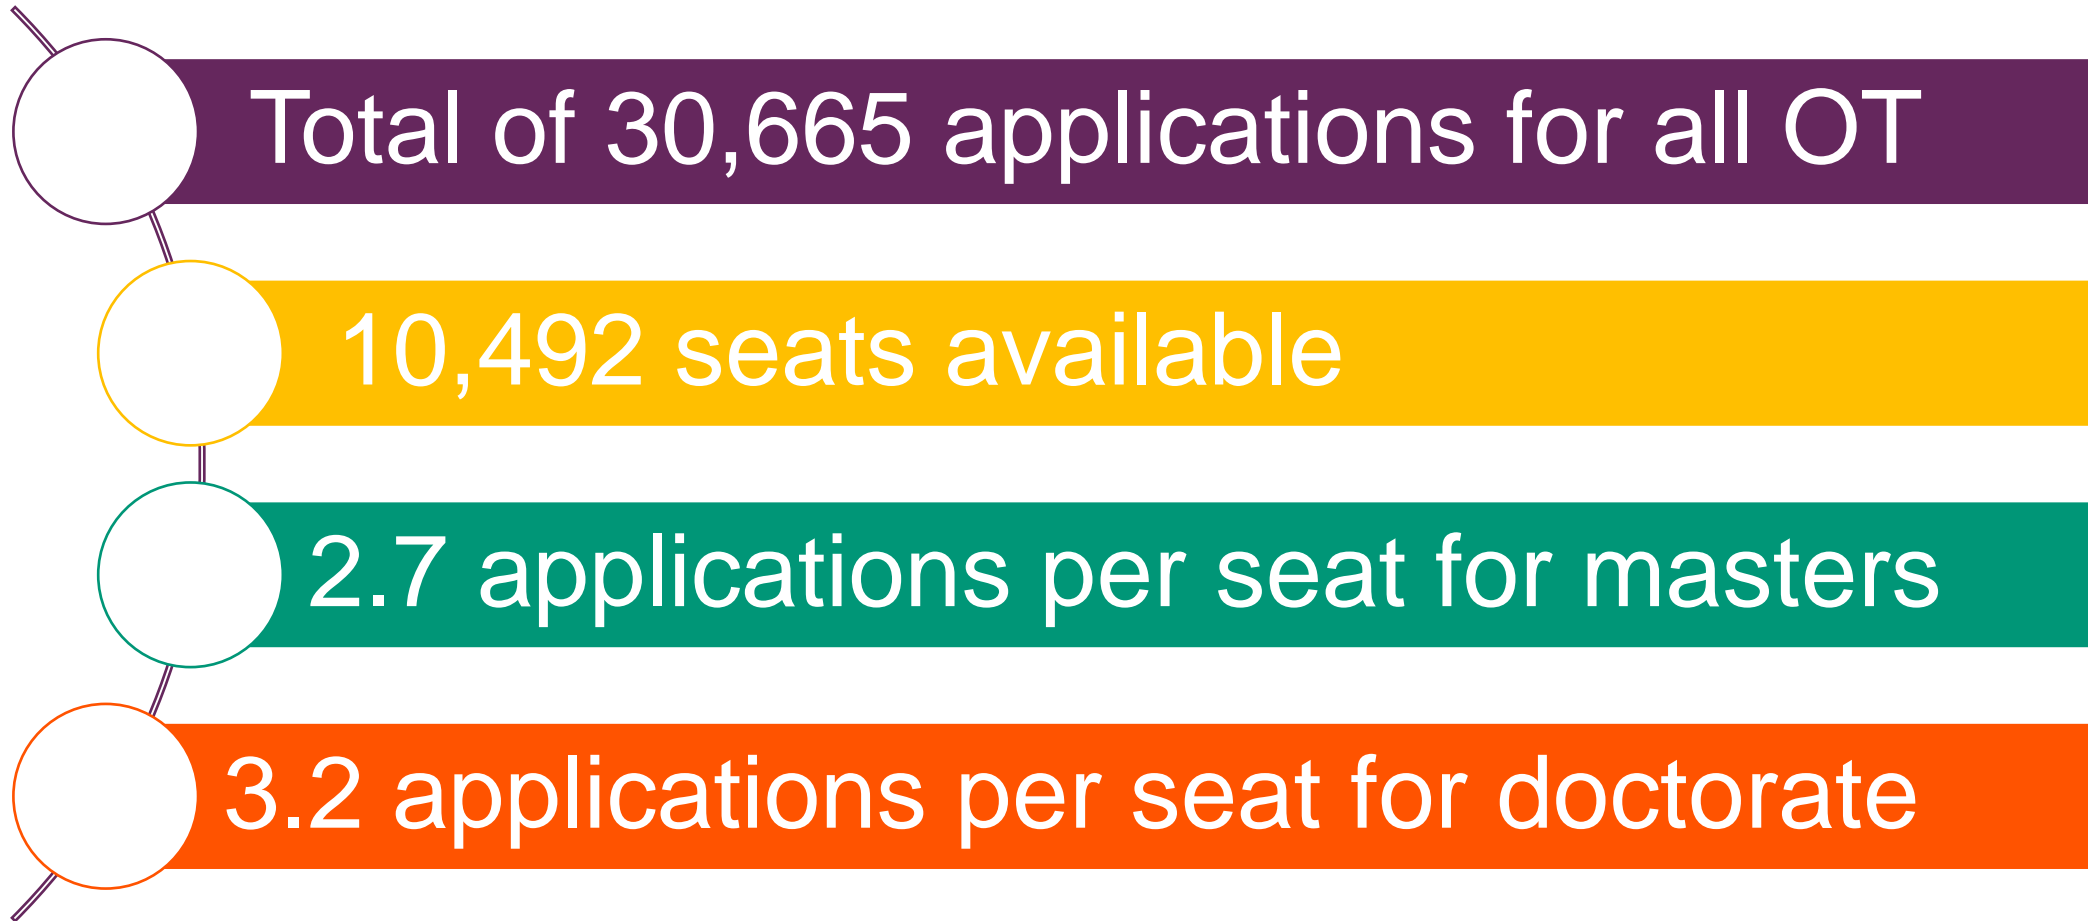 Total of 30,665 applications for all OT
10,492 seats available
2.7 applications per seat for masters
3.2 applications per seat for doctorate